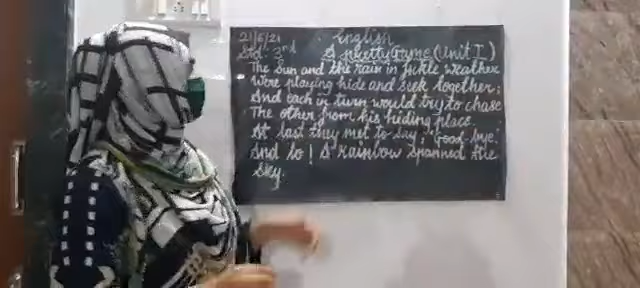 21/6/21 English
Std: 3rd A Pretty Game (Unit I)
The Sun and the rain in fickle weather
Were playing hide and seek together;
And each in turn would try to chase
The other from his hiding place.
At last they met to say, "Good-bye.
And lo! A rainbow spanned the
sky.